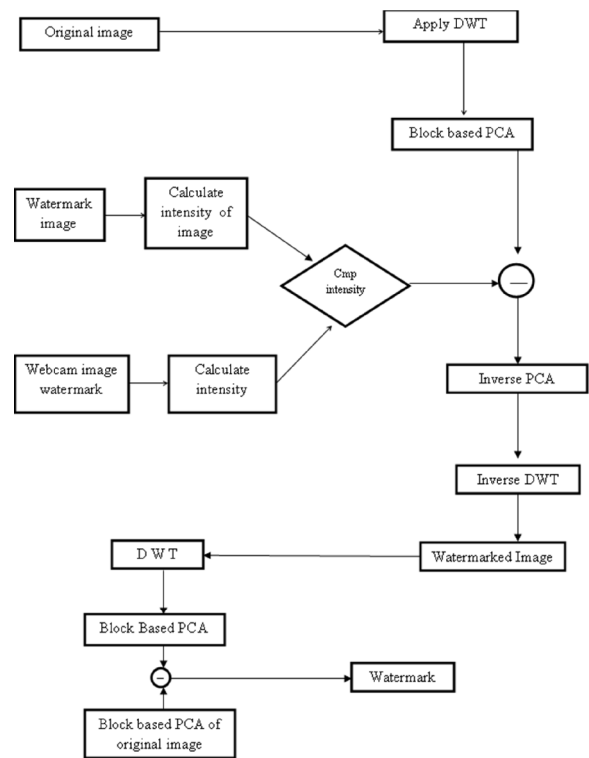 Original image
Apply DWT
Block based PCA
Watermark
image
Calculate
intensity of
image
Cmp
intensity
Webcam image
watermark
Calculate
intensity
Inverse PCA
Inverse DWT
Watermarked Image
D W T
Block Based PCA
Watermark
Block based PCA of
original image